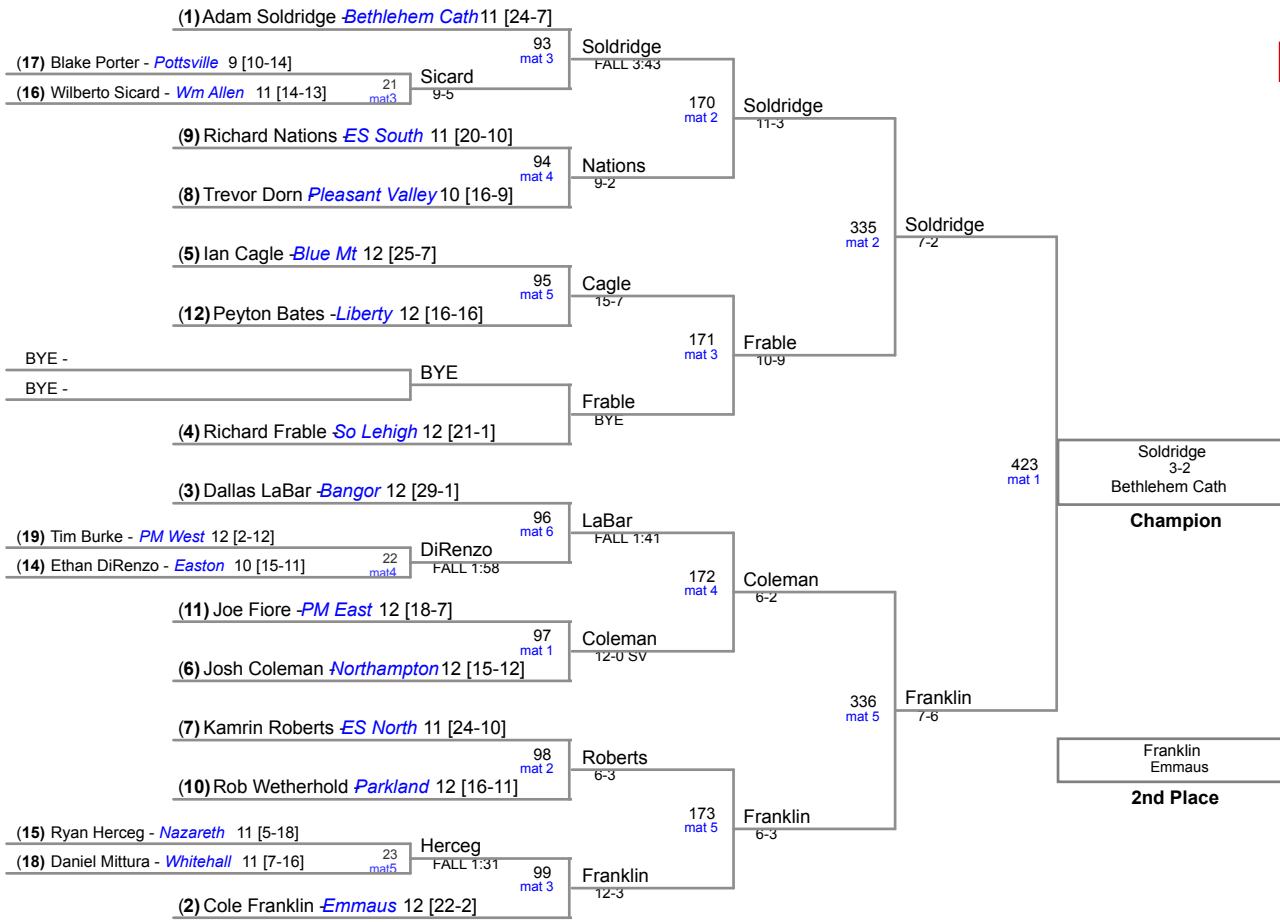 (1) Adam Soldridge - Bethlehem Cath 11 [24-7]
93
mat 3
Soldridge
FALL 3:43
(17) Blake Porter - Pottsville 9 [10-14]
21
mat3
Sicard
9-5
(16) Wilberto Sicard - Wm Allen 11 [14-13]
170
mat 2
Soldridge
11-3
(9) Richard Nations - ES South 11 [20-10]
94
mat 4
Nations
9-2
(8) Trevor Dorn Pleasant Valley 10 [16-9]
335
mat 2
Soldridge
7-2
(5) Ian Cagle - Blue Mt 12 [25-7]
95
mat 5
Cagle
15-7
(12) Peyton Bates - Liberty 12 [16-16]
171
mat 3
Frable
10-9
BYE -
BYE
BYE -
Frable
BYE
(4) Richard Frable - So Lehigh 12 [21-1]
423
mat 1
Soldridge
3-2
Bethlehem Cath
Champion
(3) Dallas LaBar - Bangor 12 [29-1]
96
mat 6
LaBar
FALL 1:41
(19) Tim Burke - PM West 12 [2-12]
22
mat4
DiRenzo
FALL 1:58
(14) Ethan DiRenzo - Easton 10 [15-11]
172
mat 4
Coleman
6-2
(11) Joe Fiore - PM East 12 [18-7]
97
mat 1
Coleman
12-0 SV
(6) Josh Coleman - Northampton 12 [15-12]
336
mat 5
Franklin
7-6
(7) Kamrin Roberts - ES North 11 [24-10]
98
mat 2
Roberts
6-3
(10) Rob Wetherhold - Parkland 12 [16-11]
Franklin
Emmaus
2nd Place
173
mat 5
Franklin
6-3
(15) Ryan Herceg - Nazareth 11 [5-18]
23
mat5
Herceg
FALL 1:31
(18) Daniel Mittura - Whitehall 11 [7-16]
99
mat 3
Franklin
12-3
(2) Cole Franklin - Emmaus 12 [22-2]